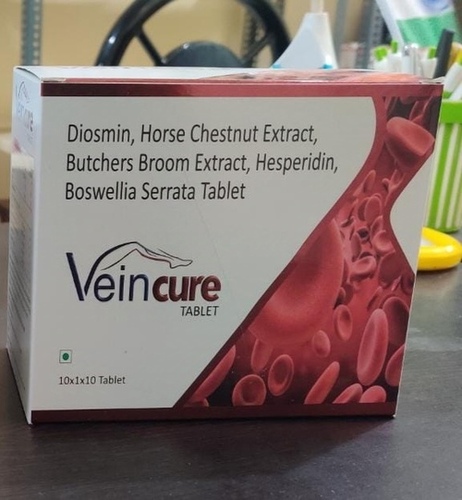 Diosmin, Horse Chestnut Extract,
Butchers Broom Extract, Hesperidin,
Boswellia Serrata Tablet
Veincure
TABLET
10x1x10 Tablet